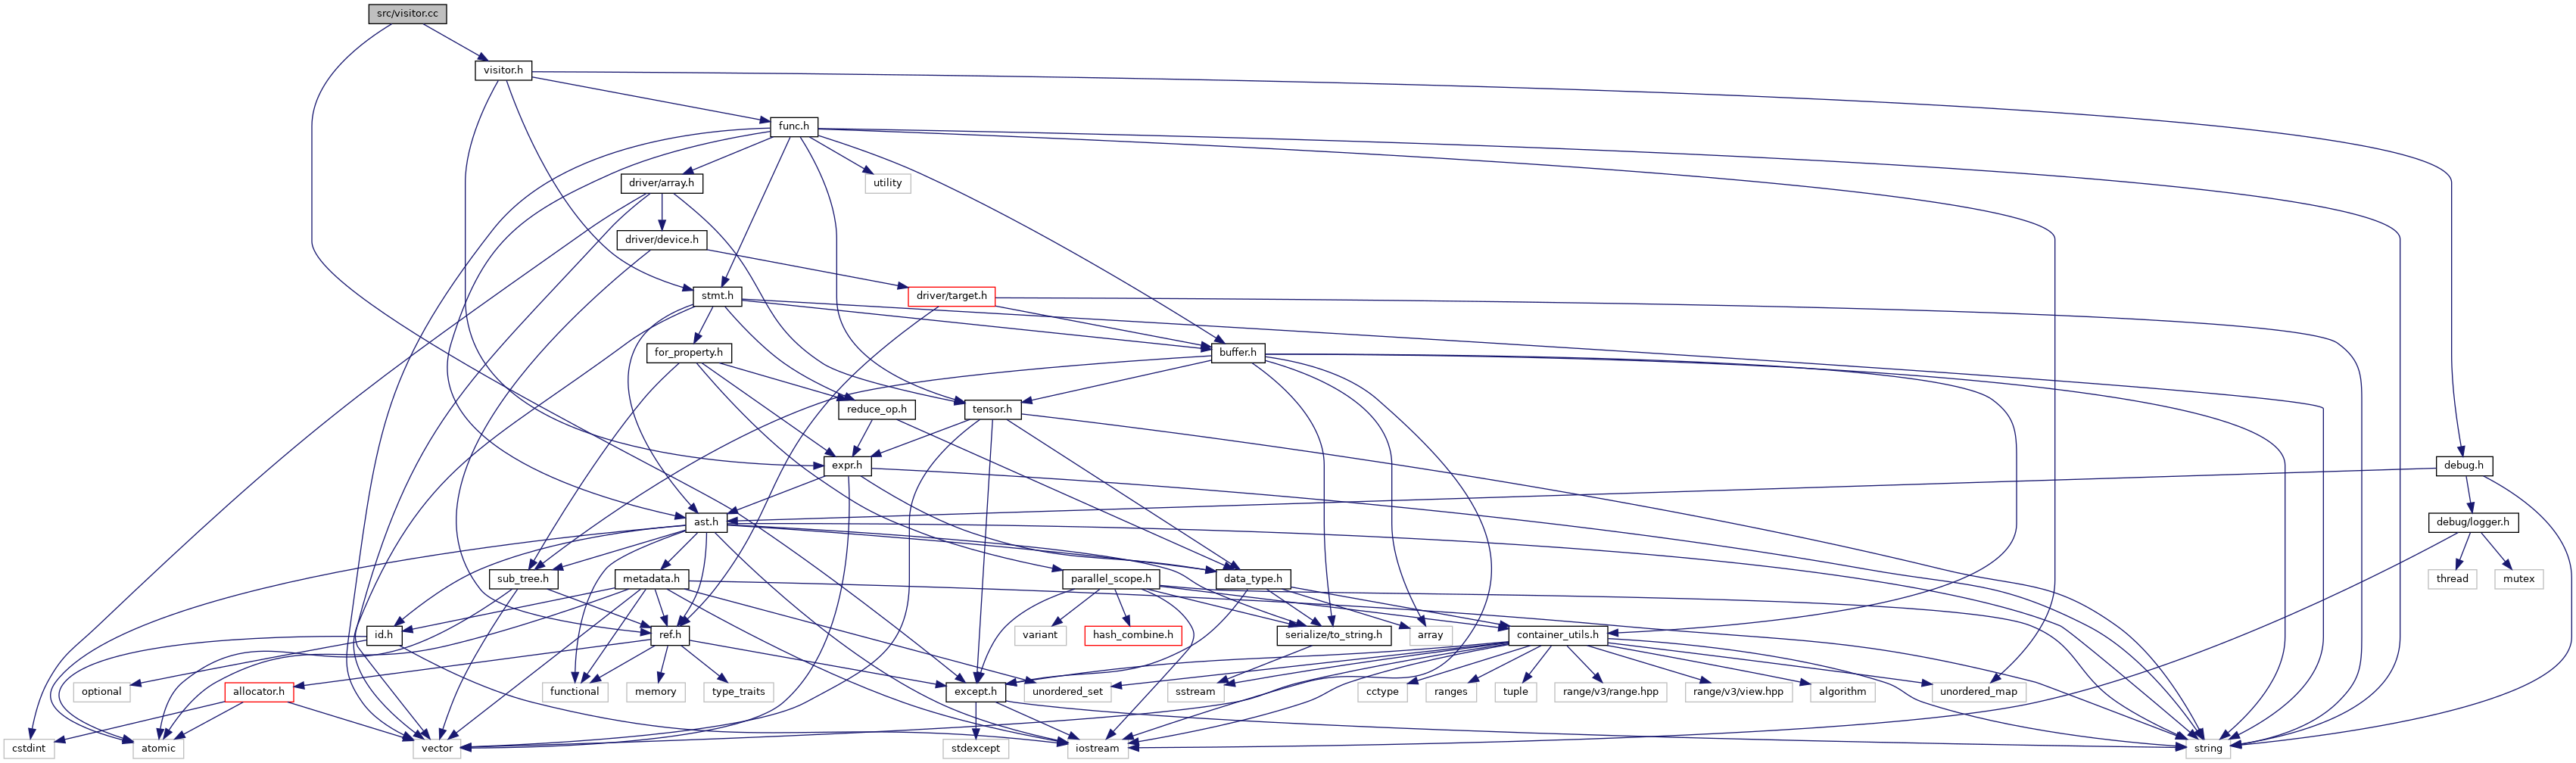 src/visitor.cc
visitor.h
func.h
driver/array.h
utility
driver/device.h
stmt.h
driver/target.h
for_property.h
buffer.h
reduce_op.h
tensor.h
expr.h
debug.h
ast.h
debug/logger.h
sub_tree.h
metadata.h
parallel_scope.h
data_type.h
thread
mutex
id.h
ref.h
variant
hash_combine.h
serialize/to_string.h
array
container_utils.h
optional
allocator.h
functional
memory
type_traits
except.h
unordered_set
sstream
cctype
ranges
tuple
range/v3/range.hpp
range/v3/view.hpp
algorithm
unordered_map
cstdint
atomic
vector
stdexcept
iostream
string